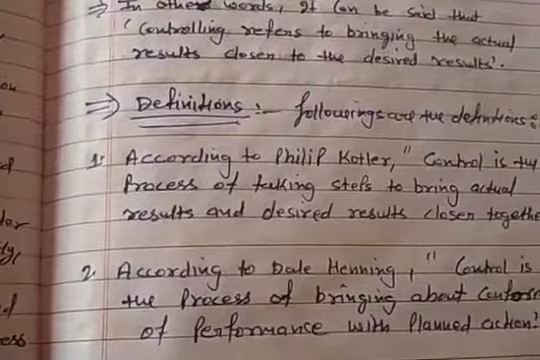 ⇒ In other words, It can be said that
'Controlling refers to bringing the actual
results closer to the desired results'.
⇒ Definitions :- followings are the definitions:
1. According to Philip Kotler, " Control is the
Process of taking steps to bring actual
results and desired results closer togethe
2. According to Dale Henning, " Control is
the Process of bringing about Conform
of Performance with Planned action!